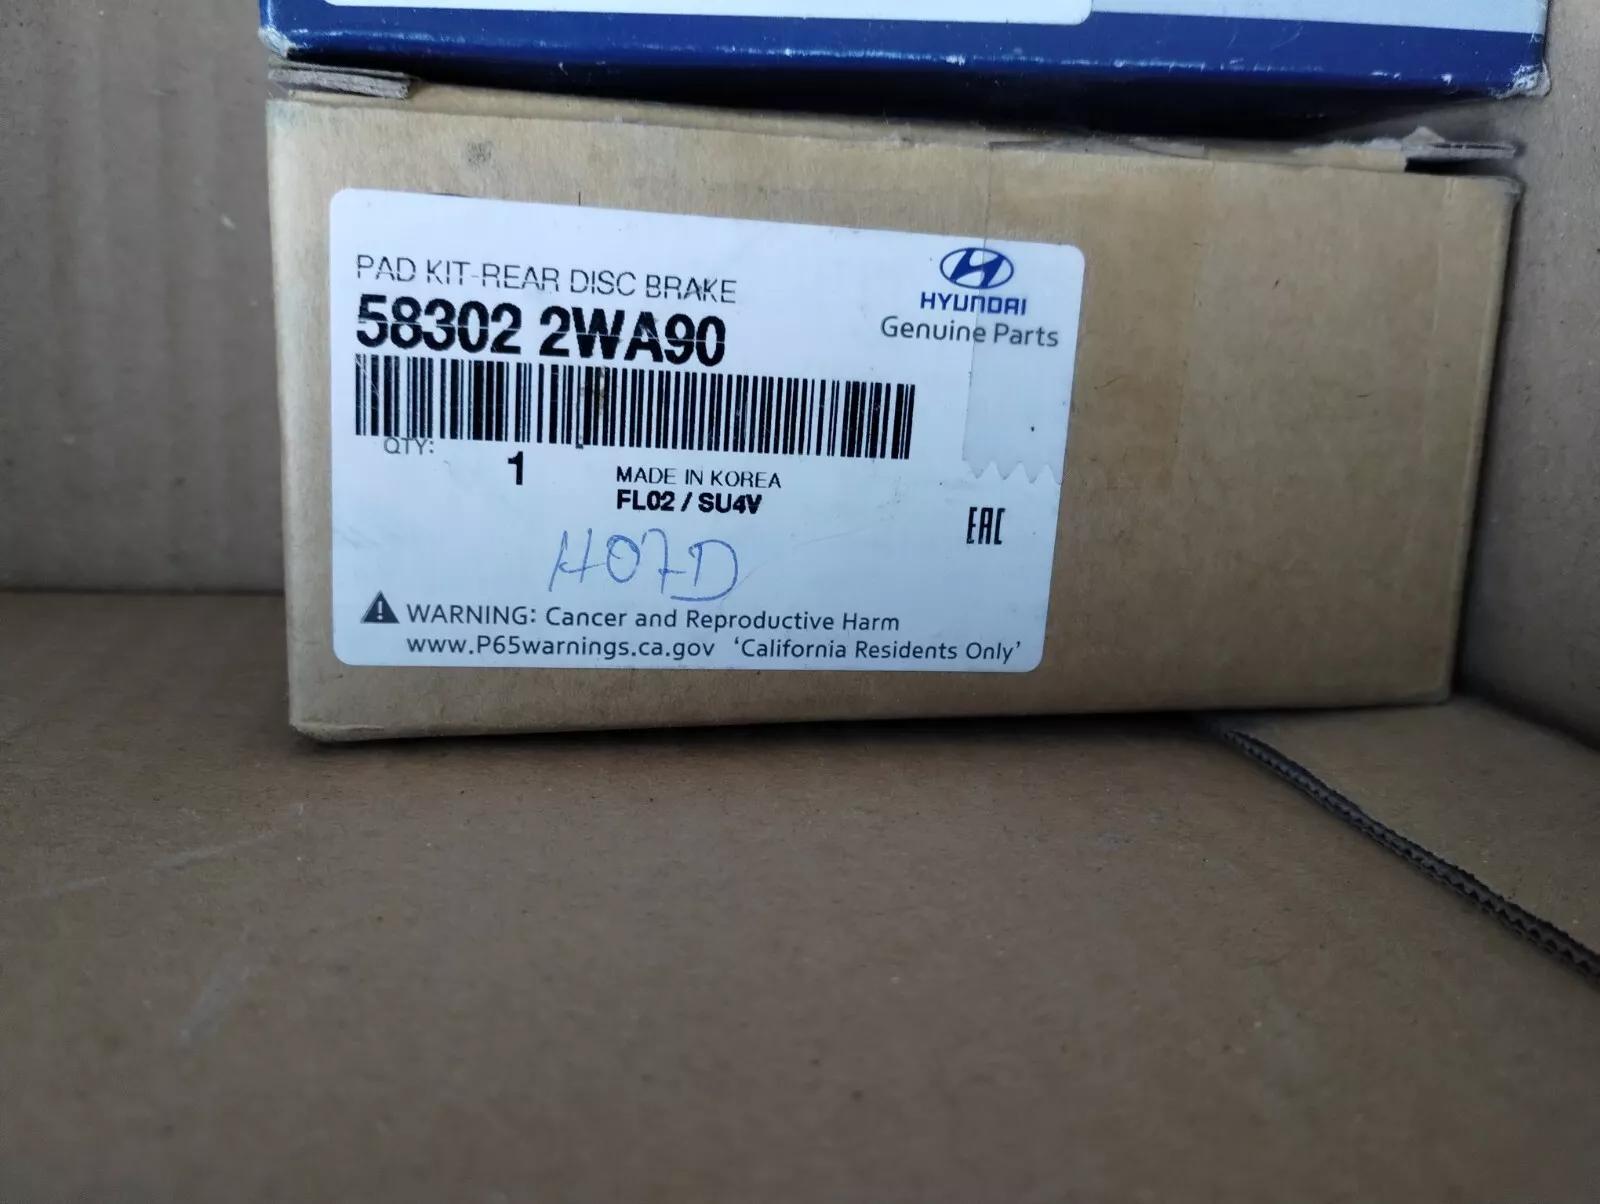 PAD KIT-REAR DISC BRAKE
58302 2WA90
HYUNDAI
Genuine Parts
QTY:
1
MADE IN KOREA
FL02 / SU4V
EAC
H07D
WARNING: Cancer and Reproductive Harm
www.P65warnings.ca.gov 'California Residents Only'